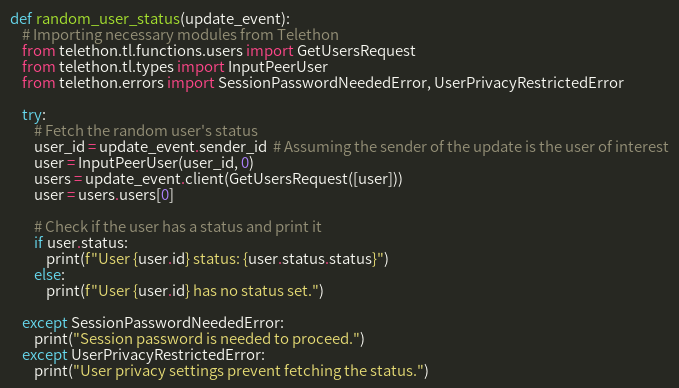 def random_user_status(update_event):
    # Importing necessary modules from Telethon
    from telethon.tl.functions.users import GetUsersRequest
    from telethon.tl.types import InputPeerUser
    from telethon.errors import SessionPasswordNeededError, UserPrivacyRestrictedError

    try:
        # Fetch the random user's status
        user_id = update_event.sender_id  # Assuming the sender of the update is the user of interest
        user = InputPeerUser(user_id, 0)
        users = update_event.client(GetUsersRequest([user]))
        user = users.users[0]

        # Check if the user has a status and print it
        if user.status:
            print(f"User {user.id} status: {user.status.status}")
        else:
            print(f"User {user.id} has no status set.")

    except SessionPasswordNeededError:
        print("Session password is needed to proceed.")
    except UserPrivacyRestrictedError:
        print("User privacy settings prevent fetching the status.")